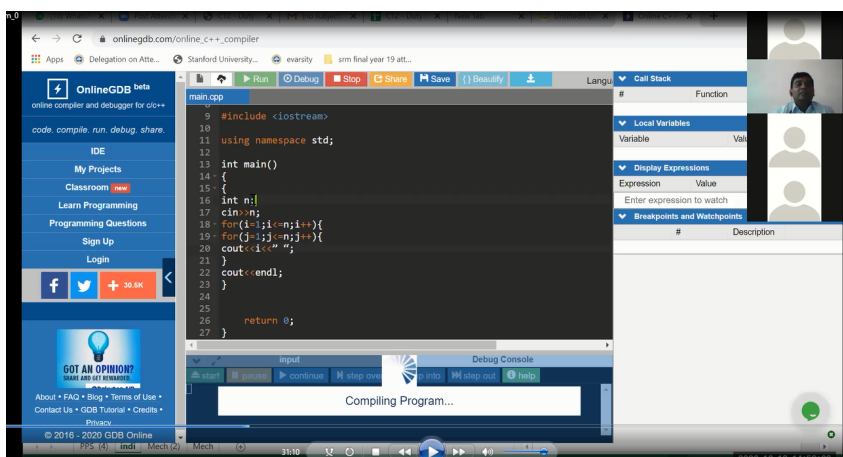 m_0
onlinegdb.com/online_c++_compiler
Apps Delegation on Atte... Stanford University... evarsity srm final year 19 att...
OnlineGDB beta
online compiler and debugger for c/c++
code. compile. run. debug. share.
IDE
My Projects
Classroom new
Learn Programming
Programming Questions
Sign Up
Login
f + 30.6K
GOT AN OPINION?
SHARE AND GET REWARDED.
About • FAQ • Blog • Terms of Use •
Contact Us • GDB Tutorial • Credits •
Privacy
© 2016 - 2020 GDB Online
Run Debug Stop Share Save { } Beautify
Langu
main.cpp
9 #include <iostream>
10
11 using namespace std;
12
13 int main()
14 {
15 {
16 int n;
17 cin>>n;
18 for(i=1;i<=n;i++){
19 for(j=1;j<=n;j++){
20 cout<<i<<” “;
21 }
22 cout<<endl;
23 }
24
25
26 return 0;
27 }
input Debug Console
start pause continue step over step into step out help
Compiling Program...
Call Stack
# Function
Local Variables
Variable Valu
Display Expressions
Expression Value
Enter expression to watch
Breakpoints and Watchpoints
# Description
PPS (4) indi Mech (2) Mech
31:10